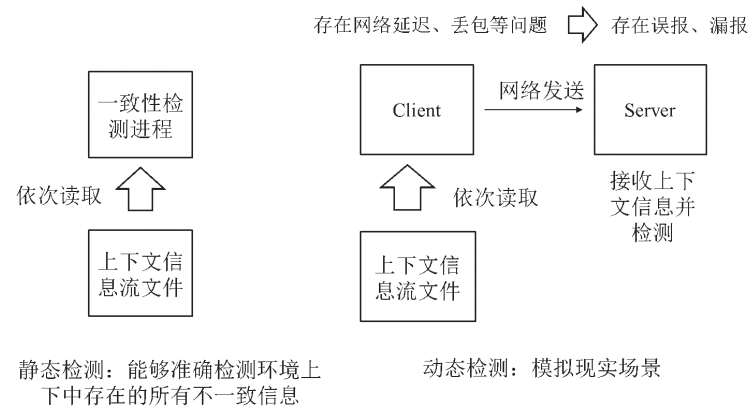 存在网络延迟、丢包等问题
存在误报、漏报
一致性检
测进程
Client
网络发送
Server
依次读取
依次读取
接收上下
文信息并
检测
上下文信
息流文件
上下文信
息流文件
静态检测：能够准确检测环境上
下中存在的所有不一致信息
动态检测：模拟现实场景